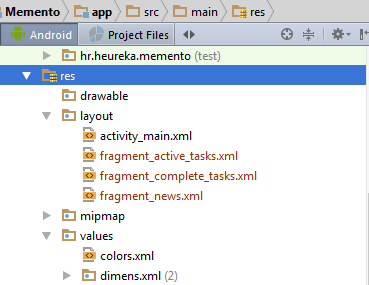 Memento app src main res
Android Project Files
hr.heureka.memento (test)
res
drawable
layout
activity_main.xml
fragment_active_tasks.xml
fragment_complete_tasks.xml
fragment_news.xml
mipmap
values
colors.xml
dimens.xml (2)